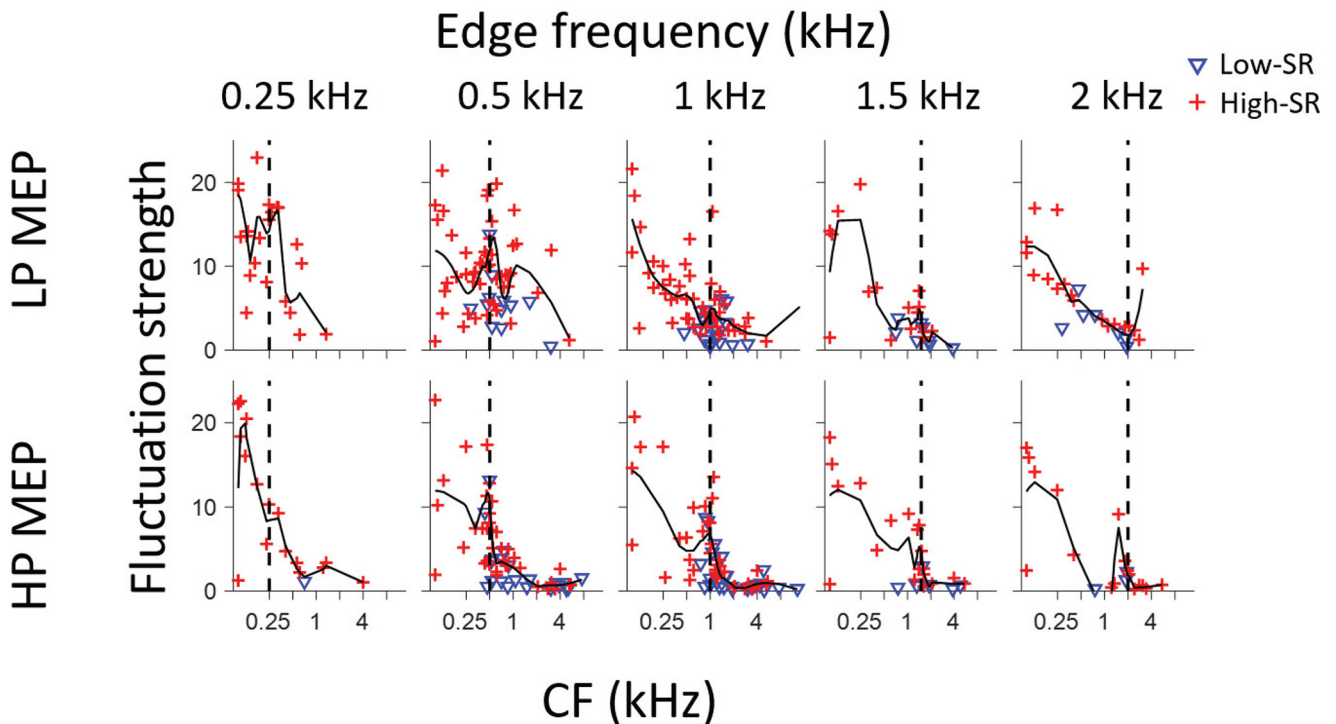 Edge frequency (kHz)
Low-SR
High-SR
0.25 kHz 0.5 kHz 1 kHz 1.5 kHz 2 kHz
LP MEP
HP MEP
Fluctuation strength
20
10
0
20
10
0
0.25 1 4 0.25 1 4 0.25 1 4 0.25 1 4 0.25 1 4
CF (kHz)